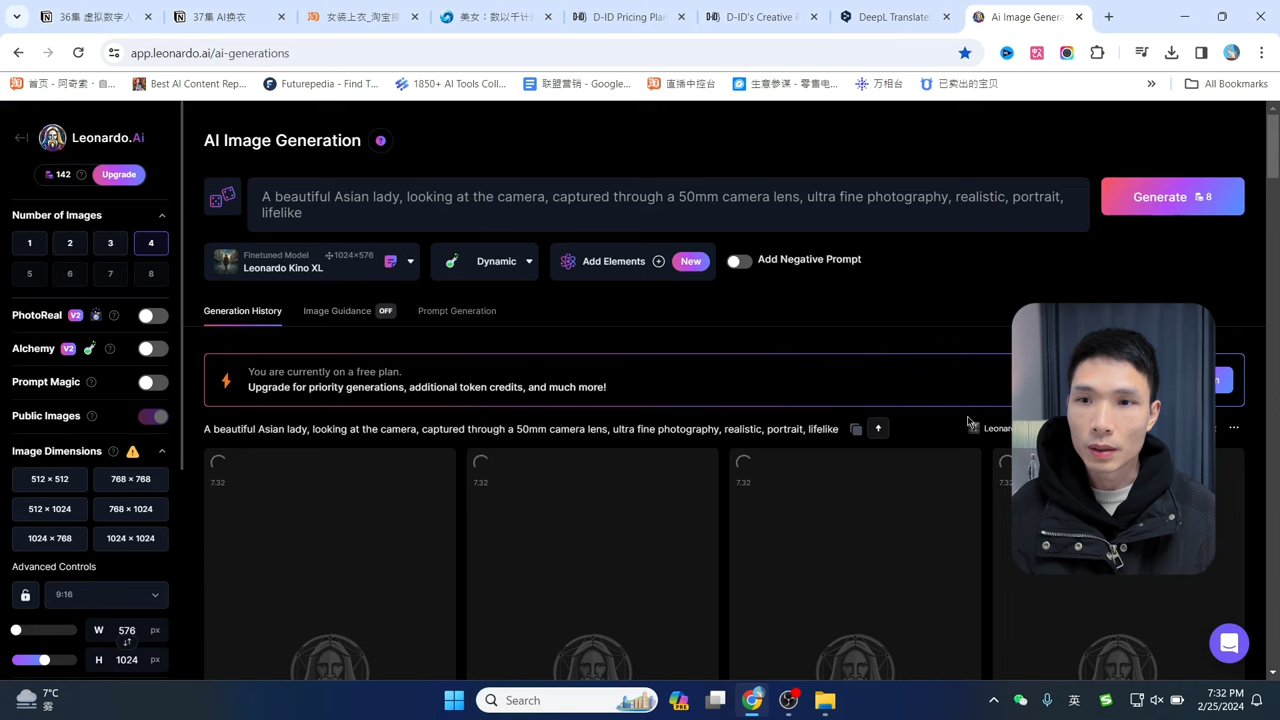 36集 虚拟数字人
37集 AI换衣
女装上衣_淘宝搜
美女：数以千计
D-ID Pricing Plan
D-ID's Creative R
DeepL Translate:
Ai Image Genera
app.leonardo.ai/ai-generations
首页 - 阿奇索 · 自...
Best AI Content Rep...
Futurepedia - Find T...
1850+ AI Tools Coll...
联盟营销 - Google...
直播中控台
生意参谋 - 零售电...
万相台
已卖出的宝贝
All Bookmarks
Leonardo.Ai
142
Upgrade
Number of Images
1 2 3 4
5 6 7 8
PhotoReal V2
Alchemy V2
Prompt Magic
Public Images
Image Dimensions
512 × 512 768 × 768
512 × 1024 768 × 1024
1024 × 768 1024 × 1024
Advanced Controls
9:16
W 576 px
H 1024 px
AI Image Generation
A beautiful Asian lady, looking at the camera, captured through a 50mm camera lens, ultra fine photography, realistic, portrait,
lifelike
Generate 8
Finetuned Model 1024×576
Leonardo Kino XL
Dynamic
Add Elements
New
Add Negative Prompt
Generation History
Image Guidance OFF
Prompt Generation
You are currently on a free plan.
Upgrade for priority generations, additional token credits, and much more!
A beautiful Asian lady, looking at the camera, captured through a 50mm camera lens, ultra fine photography, realistic, portrait, lifelike
7.32
7.32
7.32
7°C
雾
Search
英
7:32 PM
2/25/2024